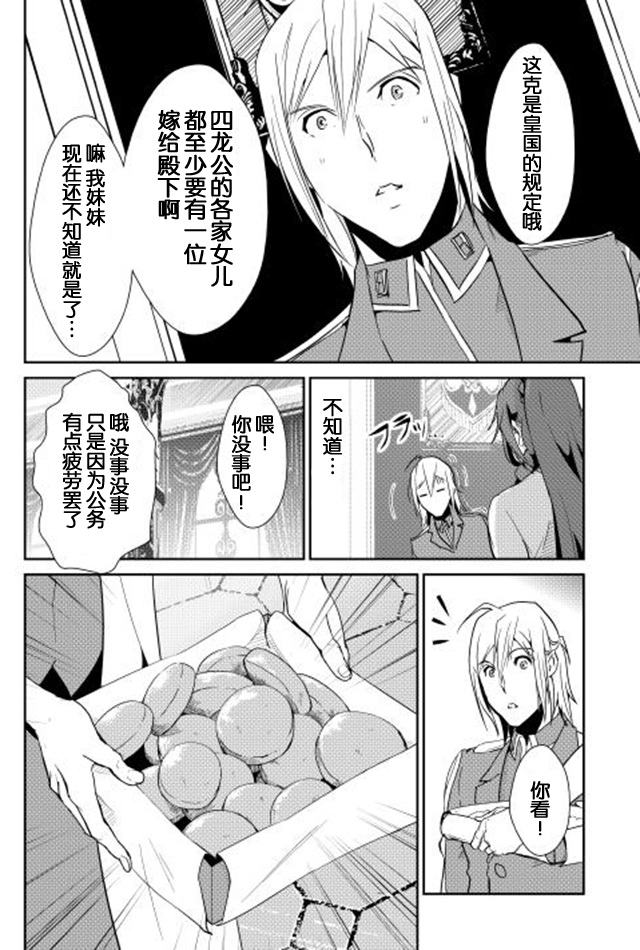 这克是皇国的规定哦
四龙公的各家女儿
都至少要有一位
嫁给殿下啊
嘛 我妹妹
现在还不知道就是了…
不知道…
フラッ…
喂！
你没事吧！
哦 没事没事
只是因为公务
有点疲劳罢了
你看！